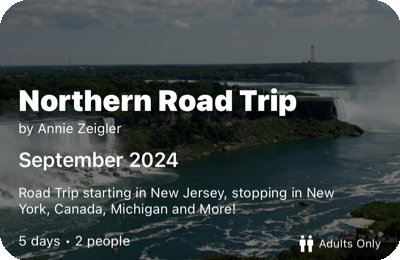 Northern Road Trip
by Annie Zeigler
September 2024
Road Trip starting in New Jersey, stopping in New
York, Canada, Michigan and More!
5 days • 2 people
Adults Only